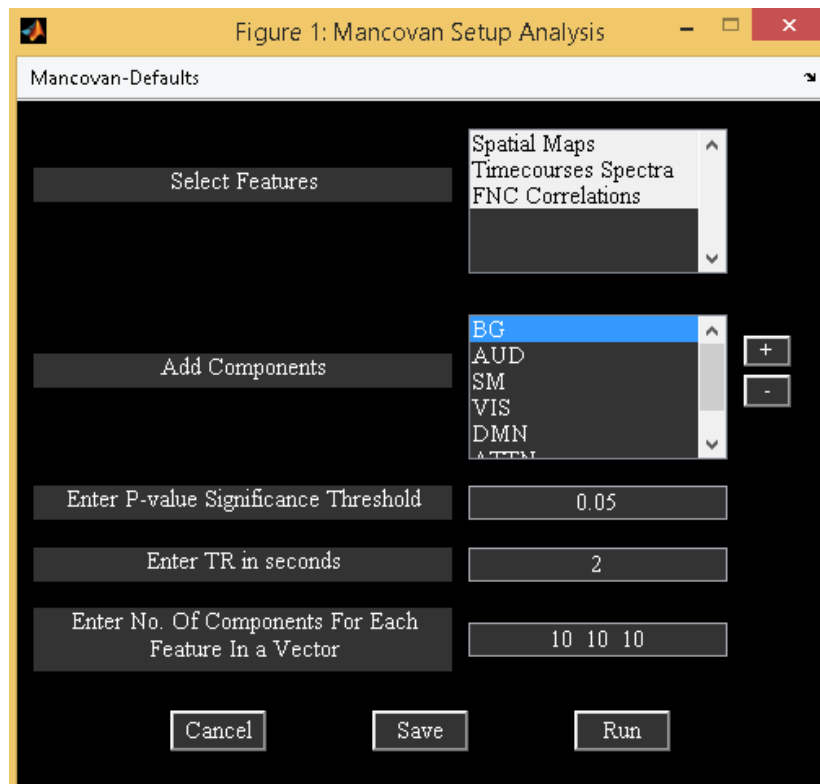 Figure 1: Mancovan Setup Analysis
Mancovan-Defaults
Select Features
Spatial Maps
Timecourses Spectra
FNC Correlations
Add Components
BG
AUD
SM
VIS
DMN
ATTN
+
-
Enter P-value Significance Threshold
0.05
Enter TR in seconds
2
Enter No. Of Components For Each
Feature In a Vector
10 10 10
Cancel
Save
Run